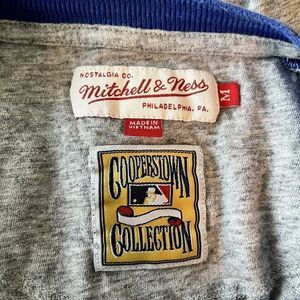 NOSTALGIA CO.
Mitchell & Ness
PHILADELPHIA, PA.
M
MADE IN
VIETNAM
COOPERSTOWN
COLLECTION